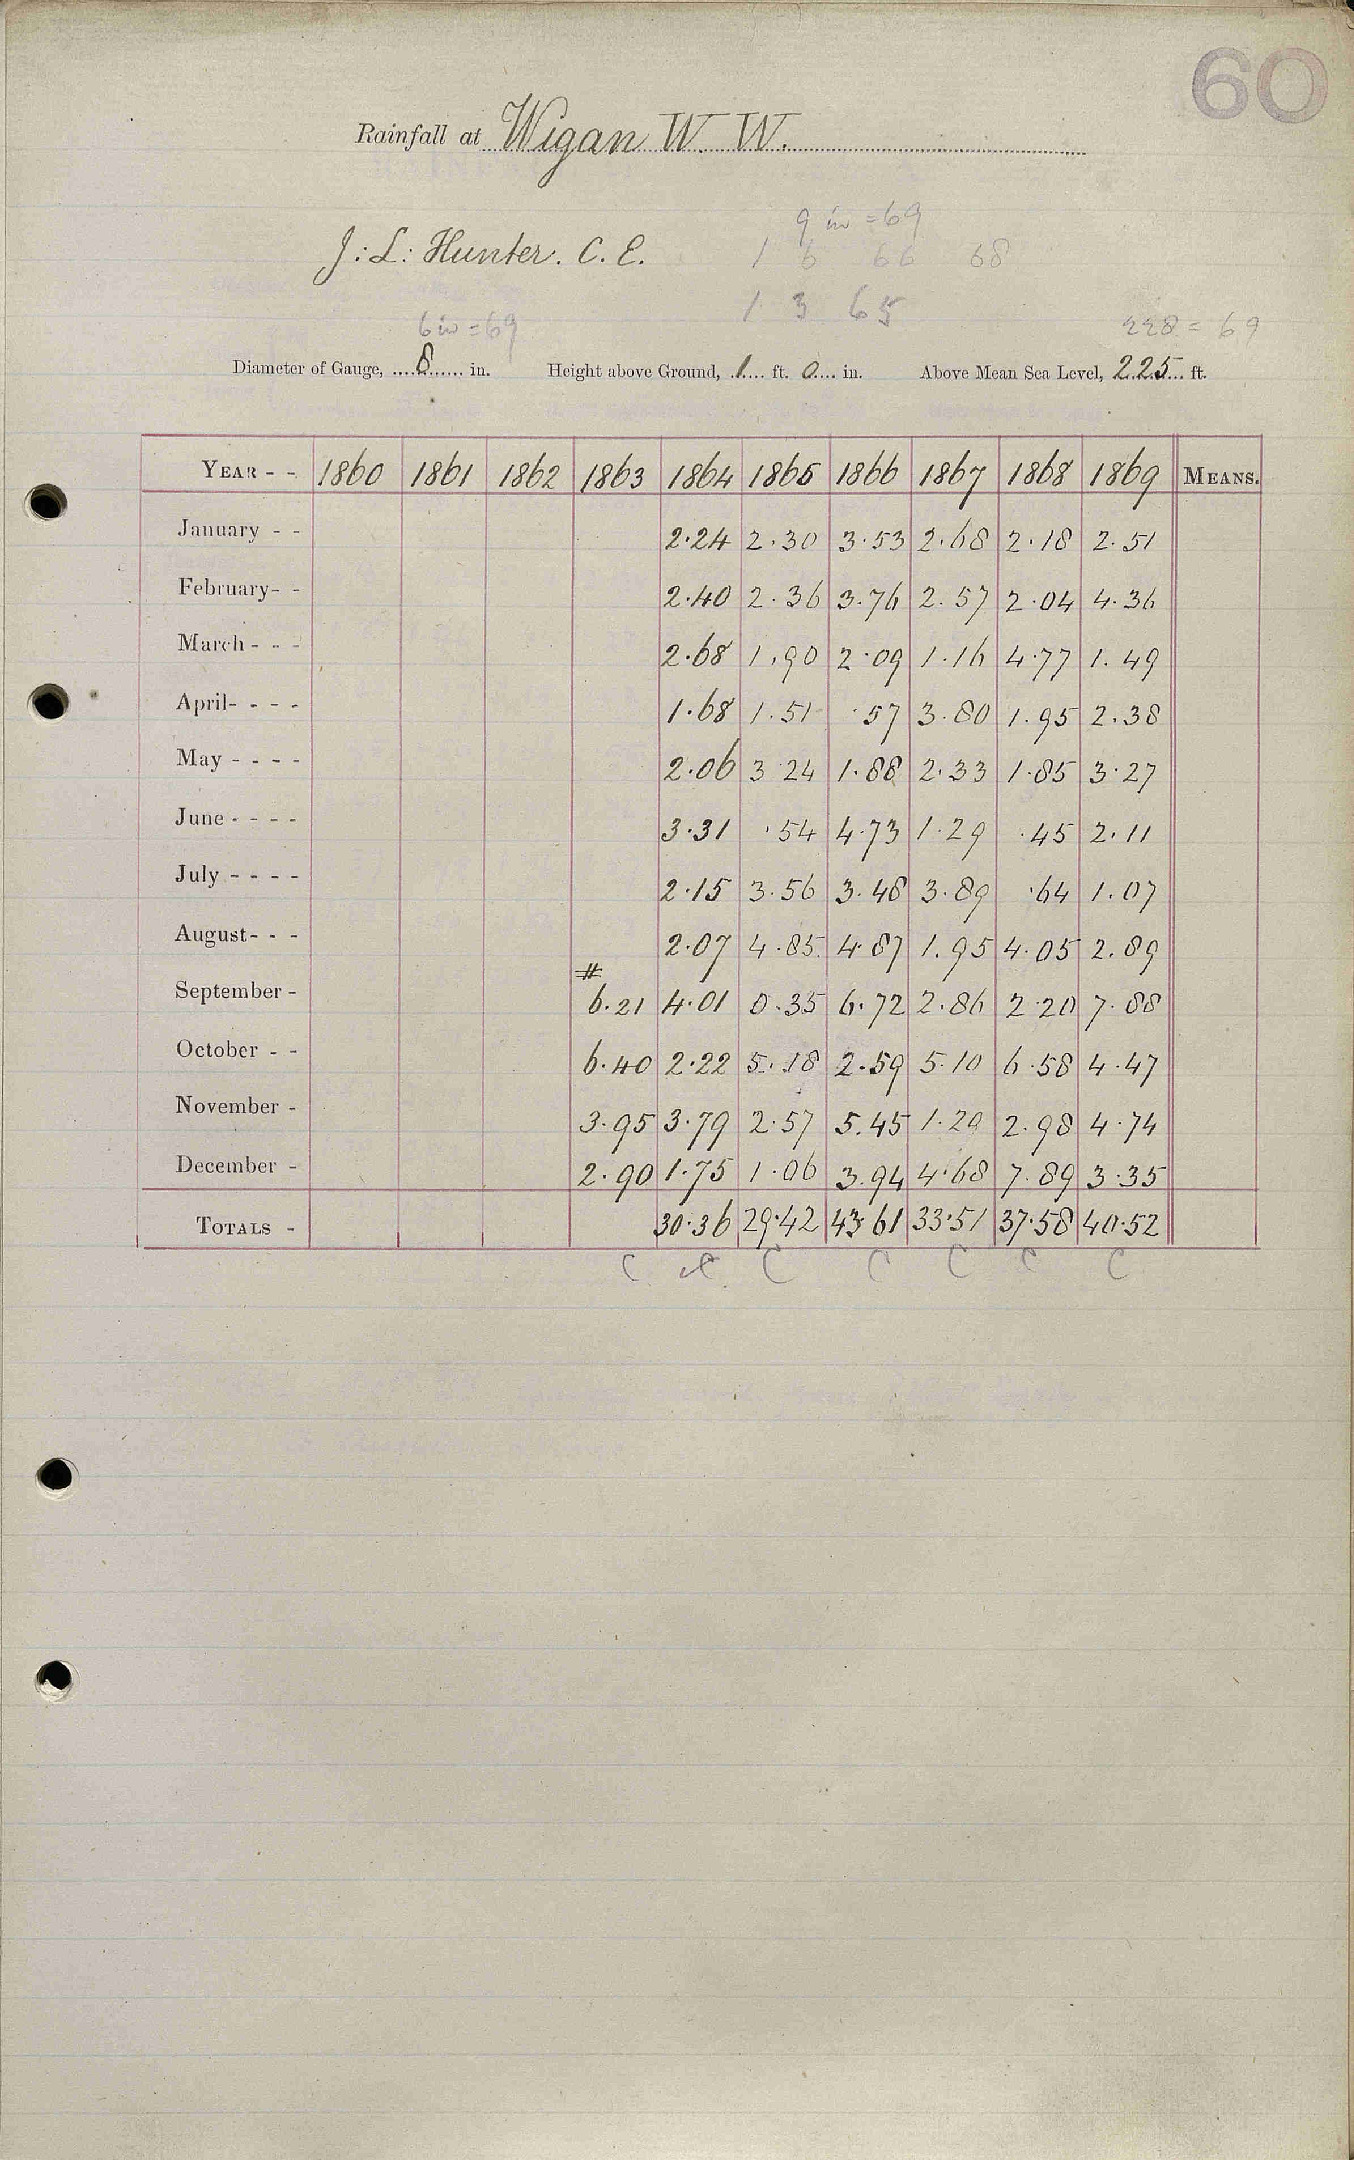 60
Rainfall at Wigan W. W.
9 in = 69
J. L. Hunter. C. E. 1 6 66 68
1 3 65
6 in = 69 228 = 69
Diameter of Gauge, 8 in. Height above Ground, 1 ft. 0 in. Above Mean Sea Level, 225 ft.
YEAR - - 1860 1861 1862 1863 1864 1865 1866 1867 1868 1869 MEANS.
January - - 2.24 2.30 3.53 2.68 2.18 2.51
February - - 2.40 2.36 3.76 2.57 2.04 4.36
March - - - 2.68 1.90 2.09 1.16 4.77 1.49
April - - - - 1.68 1.51 .57 3.80 1.95 2.38
May - - - - 2.06 3.24 1.88 2.33 1.85 3.27
June - - - - 3.31 .54 4.73 1.29 .45 2.11
July - - - - 2.15 3.56 3.48 3.89 .64 1.07
August - - - 2.07 4.85 4.87 1.95 4.05 2.89
#
September - 6.21 4.01 0.35 6.72 2.86 2.20 7.88
October - - 6.40 2.22 5.18 2.59 5.10 6.58 4.47
November - 3.95 3.79 2.57 5.45 1.20 2.98 4.74
December - 2.90 1.75 1.06 3.94 4.68 7.89 3.35
TOTALS - 30.36 29.42 43.61 33.51 37.58 40.52
C C C C C C C